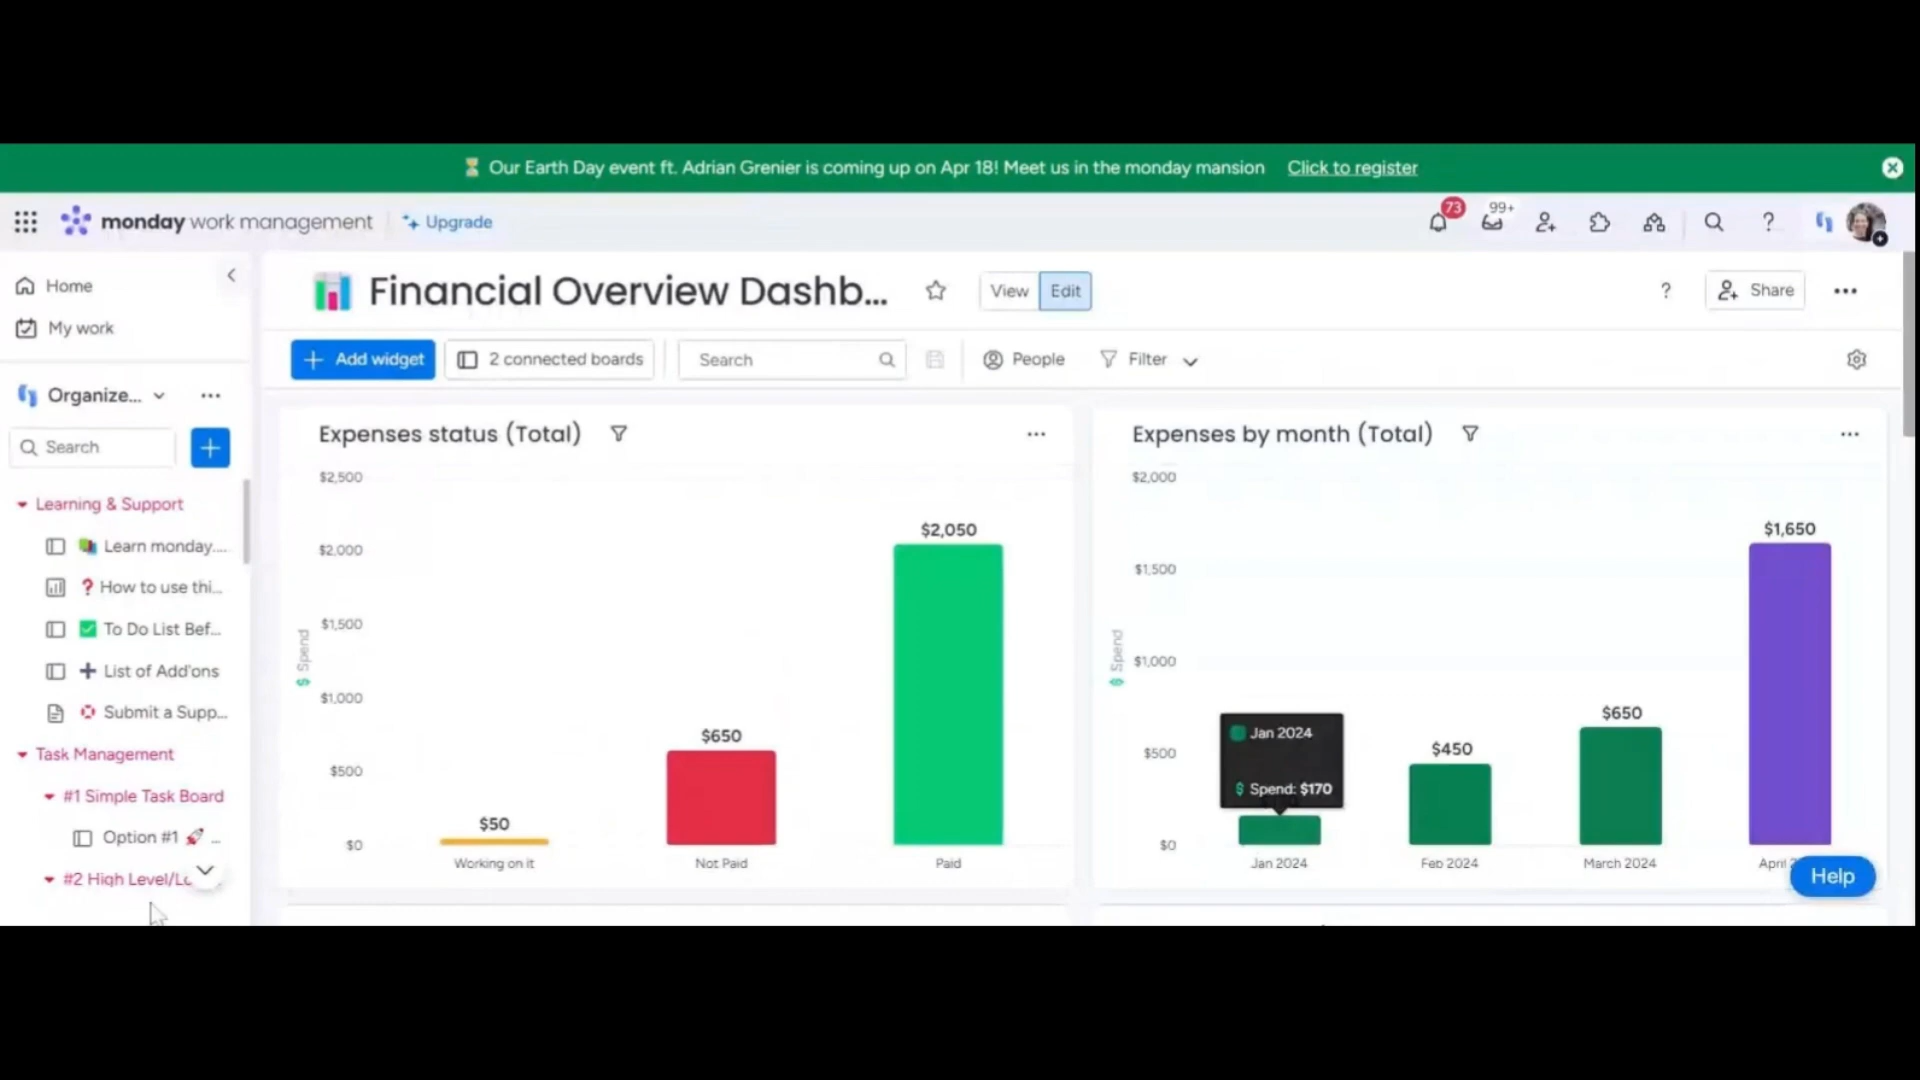 Our Earth Day event ft. Adrian Grenier is coming up on Apr 18! Meet us in the monday mansion Click to register
monday work management Upgrade
73 99+ ?
Home
My work
Organize...
Search
Learning & Support
Learn monday....
How to use thi...
To Do List Bef...
List of Add'ons
Submit a Supp...
Task Management
#1 Simple Task Board
Option #1 ...
#2 High Level/
Financial Overview Dashb...
View Edit
? Share
Add widget 2 connected boards Search People Filter
Expenses status (Total)
$2,500
$2,000
$1,500
$1,000
$500
$0
$ Spend
$50
$650
$2,050
Working on it Not Paid Paid
Expenses by month (Total)
$2,000
$1,500
$1,000
$500
$0
Spend
Jan 2024
$ Spend: $170
$450
$650
$1,650
Jan 2024 Feb 2024 March 2024 April
Help